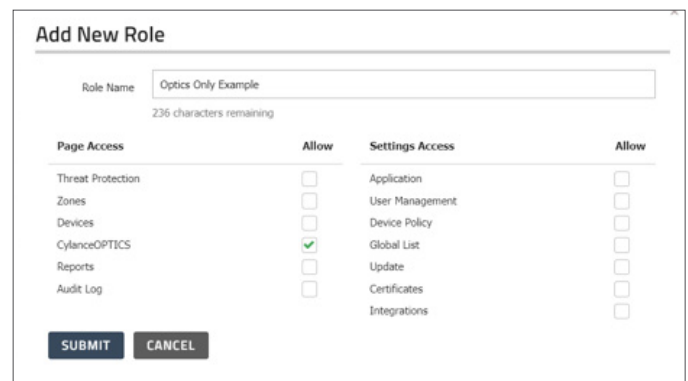 Add New Role
Role Name Optics Only Example
236 characters remaining
Page Access Allow Settings Access Allow
Threat Protection Application
Zones User Management
Devices Device Policy
CylanceOPTICS Global List
Reports Update
Audit Log Certificates
Integrations
SUBMIT CANCEL